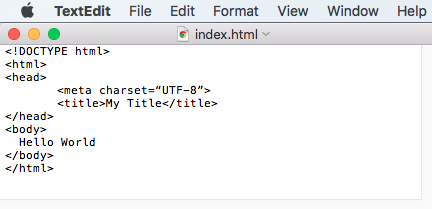 TextEdit File Edit Format View Window Help
index.html
<!DOCTYPE html>
<html>
<head>
<meta charset=“UTF-8”>
<title>My Title</title>
</head>
<body>
Hello World
</body>
</html>